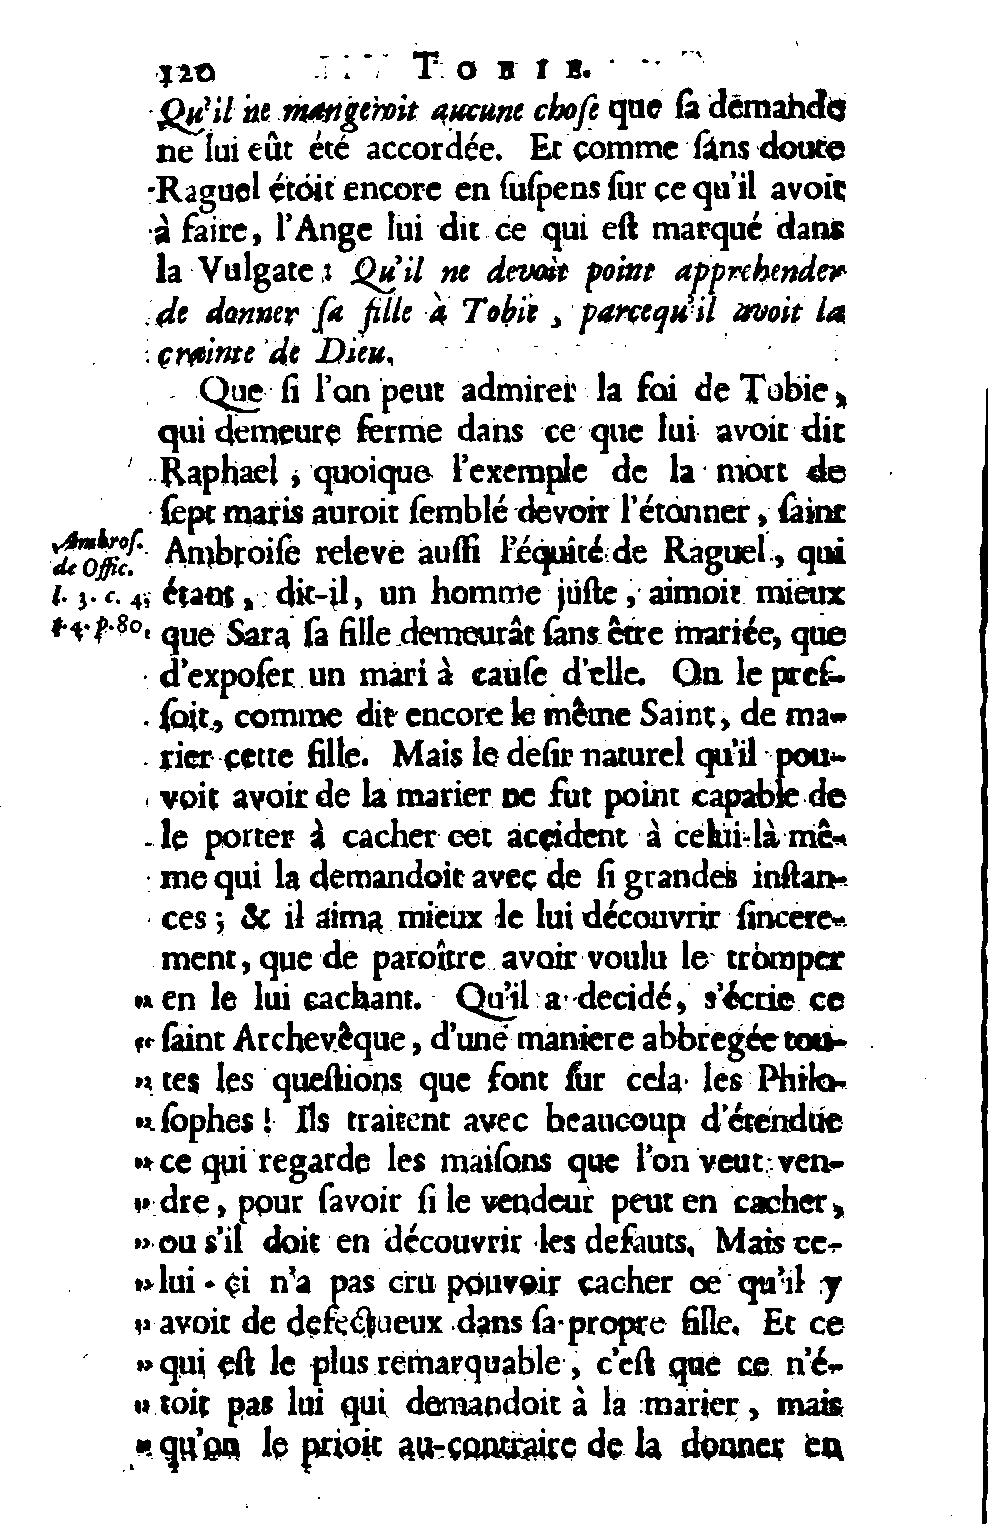 120 TOBIE.
Qu'il ne mangeroit aucune choſe que ſa demande
ne lui eût été accordée. Et comme ſans doute
Raguel étoit encore en ſuſpens ſur ce qu'il avoit
à faire, l'Ange lui dit ce qui eſt marqué dans
la Vulgate: Qu'il ne devoit point apprehender
de donner ſa fille à Tobie, parcequ'il avoit la
crainte de Dieu.
Que ſi l'on peut admirer la foi de Tobie,
qui demeure ferme dans ce que lui avoit dit
Raphael, quoique l'exemple de la mort de
ſept maris auroit ſemblé devoir l'étonner, ſaint
Ambroiſe releve auſſi l'équité de Raguel, qui
étant, dit-il, un homme juſte, aimoit mieux
que Sara ſa fille demeurât ſans être mariée, que
d'expoſer un mari à cauſe d'elle. On le preſ-
ſoit, comme dit encore le même Saint, de ma-
rier cette fille. Mais le deſir naturel qu'il pou-
voit avoir de la marier ne fut point capable de
le porter à cacher cet accident à celui-là mê-
me qui la demandoit avec de ſi grandes inſtan-
ces; & il aima mieux le lui découvrir ſincere-
ment, que de paroître avoir voulu le tromper
en le lui cachant. Qu'il a decidé, s'écrie ce
ſaint Archevêque, d'une maniere abbregée tou-
tes les queſtions que font ſur cela les Philo-
ſophes! Ils traitent avec beaucoup d'étendue
ce qui regarde les maiſons que l'on veut ven-
dre, pour ſavoir ſi le vendeur peut en cacher,
ou s'il doit en découvrir les defauts. Mais ce-
lui-ci n'a pas cru pouvoir cacher ce qu'il y
avoit de defectueux dans ſa propre fille. Et ce
qui eſt le plus remarquable, c'eſt que ce n'é-
toit pas lui qui demandoit à la marier, mais
qu'on le prioit au-contraire de la donner en
Ambroſ.
de Offic.
l. 3. c. 4.
t. 4. p. 80.